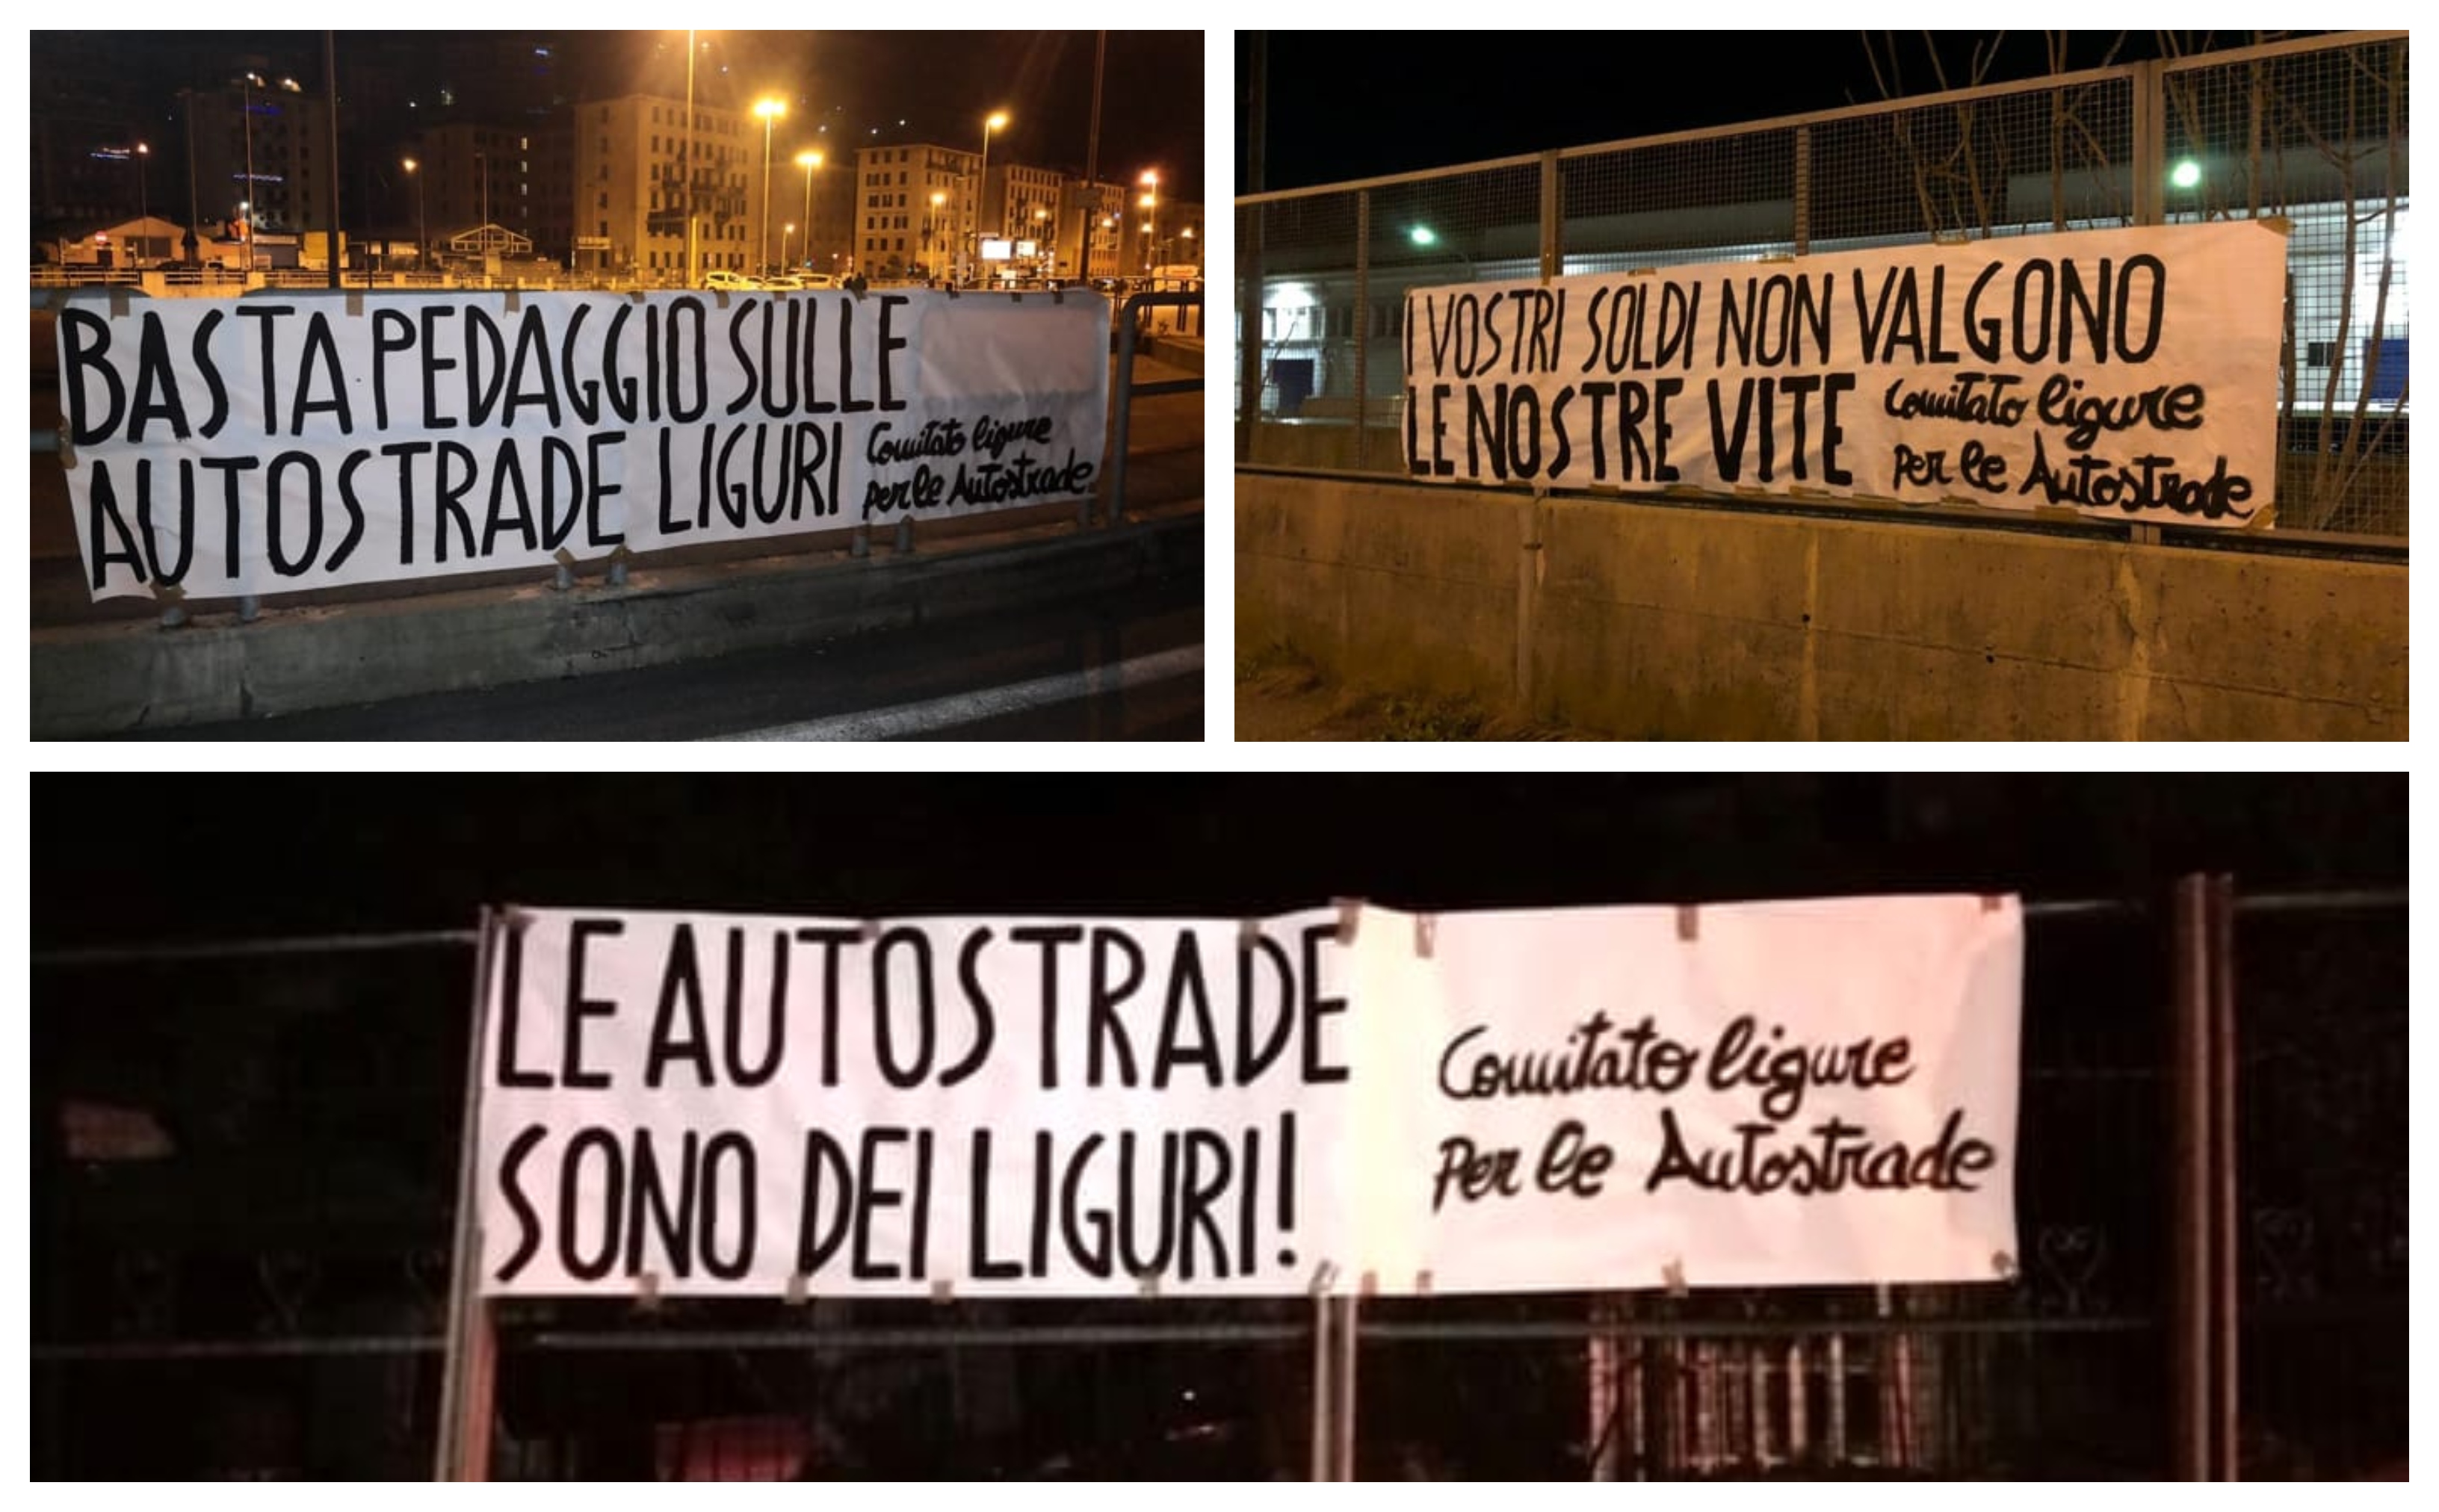 BASTA PEDAGGIO SULLE
AUTOSTRADE LIGURI
Comitato ligure
per le Autostrade
I VOSTRI SOLDI NON VALGONO
LE NOSTRE VITE
Comitato ligure
per le Autostrade
LE AUTOSTRADE
SONO DEI LIGURI!
Comitato ligure
per le Autostrade